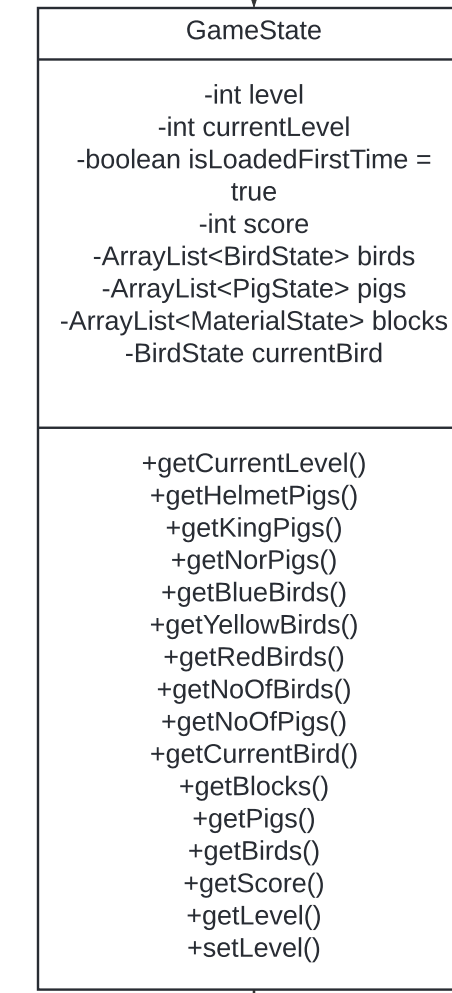 GameState
-int level
-int currentLevel
-boolean isLoadedFirstTime =
true
-int score
-ArrayList<BirdState> birds
-ArrayList<PigState> pigs
-ArrayList<MaterialState> blocks
-BirdState currentBird
+getCurrentLevel()
+getHelmetPigs()
+getKingPigs()
+getNorPigs()
+getBlueBirds()
+getYellowBirds()
+getRedBirds()
+getNoOfBirds()
+getNoOfPigs()
+getCurrentBird()
+getBlocks()
+getPigs()
+getBirds()
+getScore()
+getLevel()
+setLevel()